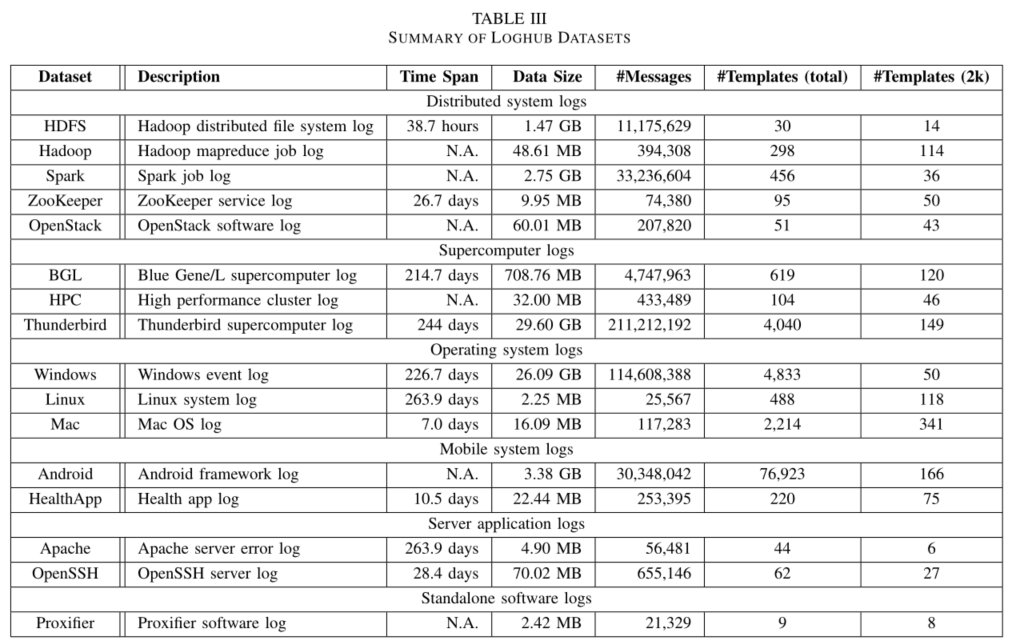 TABLE III
SUMMARY OF LOGHUB DATASETS
Dataset Description Time Span Data Size #Messages #Templates (total) #Templates (2k)
Distributed system logs
HDFS Hadoop distributed file system log 38.7 hours 1.47 GB 11,175,629 30 14
Hadoop Hadoop mapreduce job log N.A. 48.61 MB 394,308 298 114
Spark Spark job log N.A. 2.75 GB 33,236,604 456 36
ZooKeeper ZooKeeper service log 26.7 days 9.95 MB 74,380 95 50
OpenStack OpenStack software log N.A. 60.01 MB 207,820 51 43
Supercomputer logs
BGL Blue Gene/L supercomputer log 214.7 days 708.76 MB 4,747,963 619 120
HPC High performance cluster log N.A. 32.00 MB 433,489 104 46
Thunderbird Thunderbird supercomputer log 244 days 29.60 GB 211,212,192 4,040 149
Operating system logs
Windows Windows event log 226.7 days 26.09 GB 114,608,388 4,833 50
Linux Linux system log 263.9 days 2.25 MB 25,567 488 118
Mac Mac OS log 7.0 days 16.09 MB 117,283 2,214 341
Mobile system logs
Android Android framework log N.A. 3.38 GB 30,348,042 76,923 166
HealthApp Health app log 10.5 days 22.44 MB 253,395 220 75
Server application logs
Apache Apache server error log 263.9 days 4.90 MB 56,481 44 6
OpenSSH OpenSSH server log 28.4 days 70.02 MB 655,146 62 27
Standalone software logs
Proxifier Proxifier software log N.A. 2.42 MB 21,329 9 8